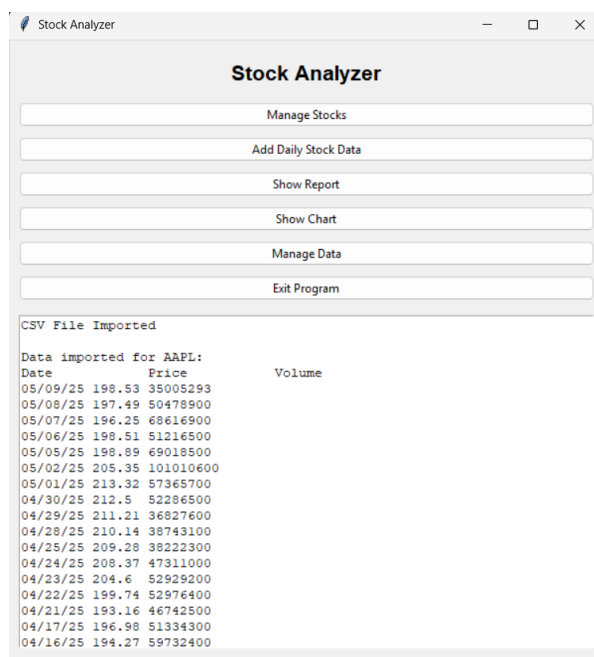 Stock Analyzer
Stock Analyzer
Manage Stocks
Add Daily Stock Data
Show Report
Show Chart
Manage Data
Exit Program
CSV File Imported
Data imported for AAPL:
Date Price Volume
05/09/25 198.53 35005293
05/08/25 197.49 50478900
05/07/25 196.25 68616900
05/06/25 198.51 51216500
05/05/25 198.89 69018500
05/02/25 205.35 101010600
05/01/25 213.32 57365700
04/30/25 212.5 52286500
04/29/25 211.21 36827600
04/28/25 210.14 38743100
04/25/25 209.28 38222300
04/24/25 208.37 47311000
04/23/25 204.6 52929200
04/22/25 199.74 52976400
04/21/25 193.16 46742500
04/17/25 196.98 51334300
04/16/25 194.27 59732400